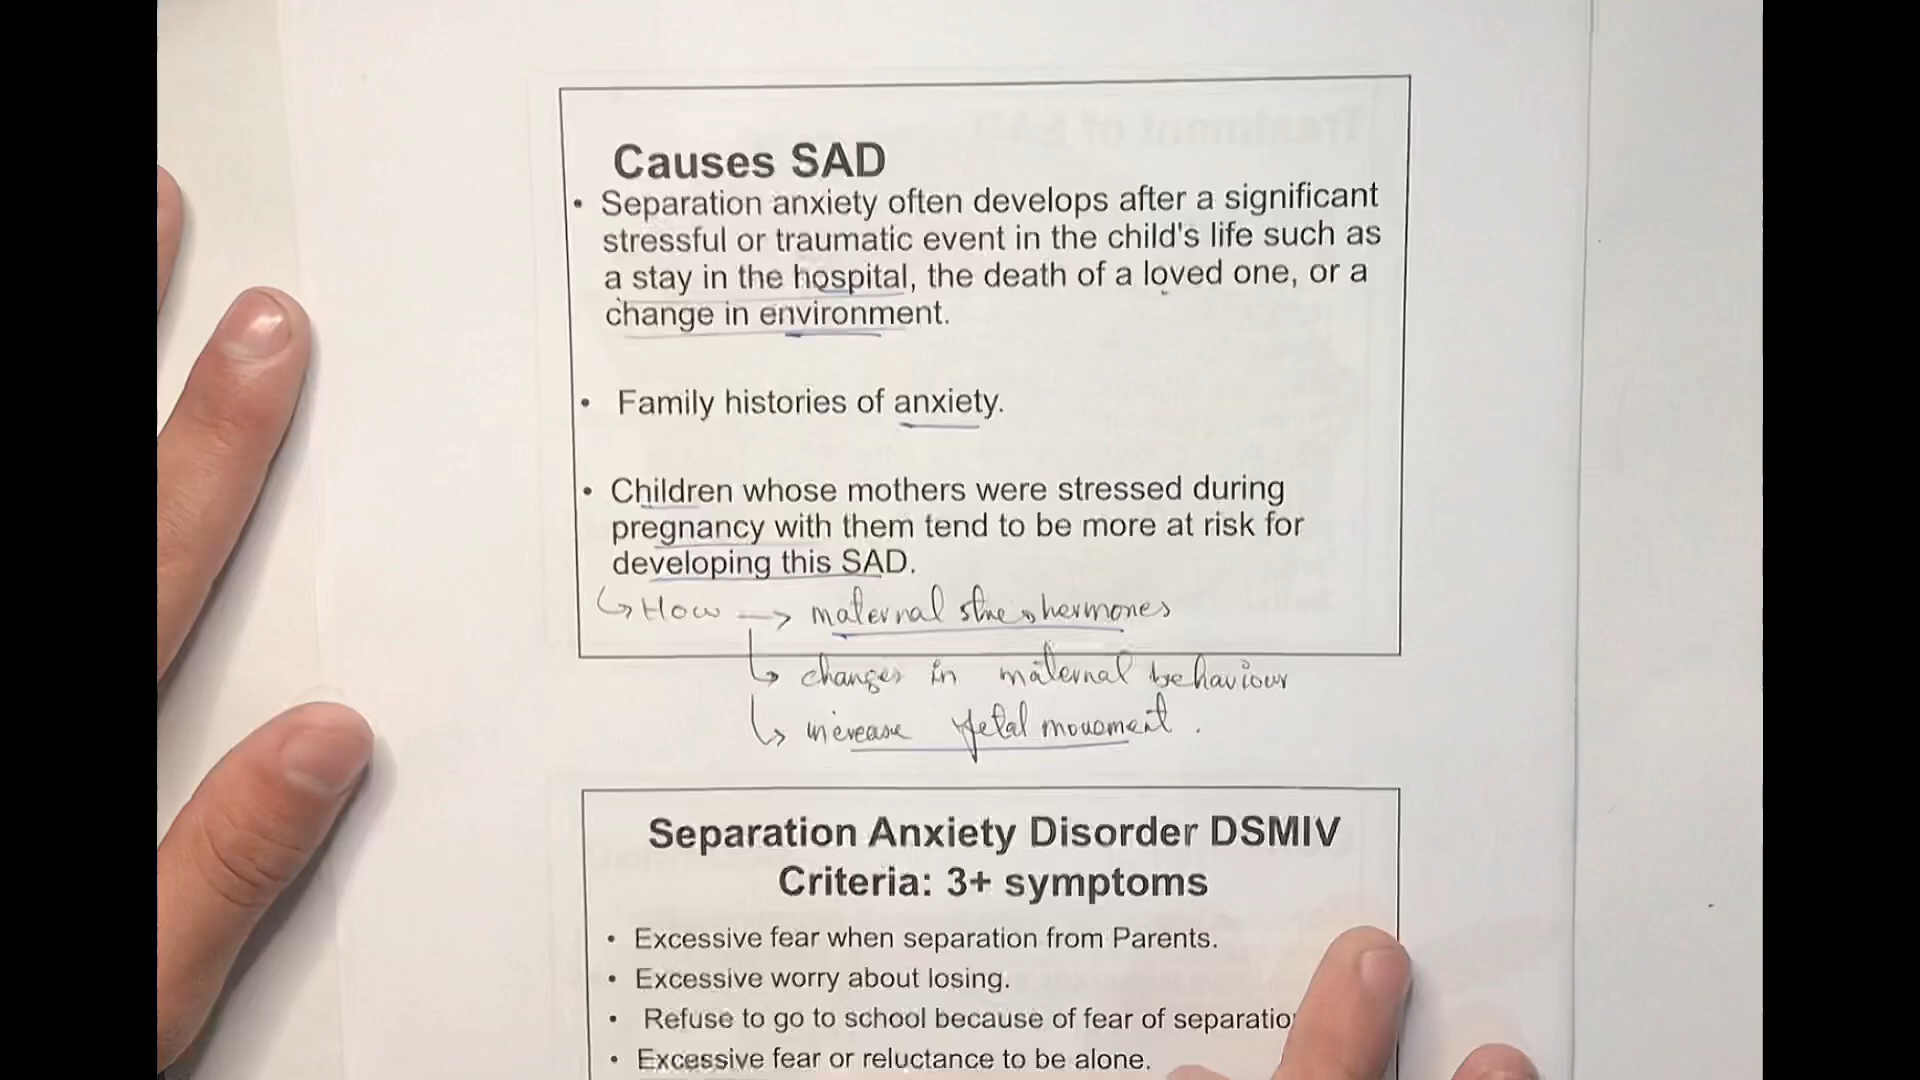 Causes SAD
• Separation anxiety often develops after a significant
stressful or traumatic event in the child's life such as
a stay in the hospital, the death of a loved one, or a
change in environment.
• Family histories of anxiety.
• Children whose mothers were stressed during
pregnancy with them tend to be more at risk for
developing this SAD.
↳ How → maternal stress hormones
↳ changes in maternal behaviour
↳ increase fetal movement.
Separation Anxiety Disorder DSMIV
Criteria: 3+ symptoms
• Excessive fear when separation from Parents.
• Excessive worry about losing.
• Refuse to go to school because of fear of separatio
• Excessive fear or reluctance to be alone.